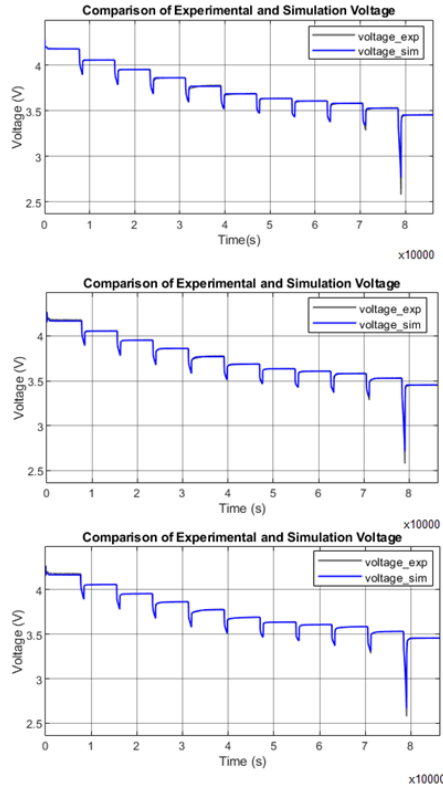 Comparison of Experimental and Simulation Voltage
voltage_exp
voltage_sim
Voltage (V)
4
3.5
3
2.5
0 1 2 3 4 5 6 7 8
Time(s)
x10000
Comparison of Experimental and Simulation Voltage
voltage_exp
voltage_sim
Voltage (V)
4
3.5
3
2.5
0 1 2 3 4 5 6 7 8
Time (s)
x10000
Comparison of Experimental and Simulation Voltage
voltage_exp
voltage_sim
Voltage (V)
4
3.5
3
2.5
0 1 2 3 4 5 6 7 8
Time (s)
x10000